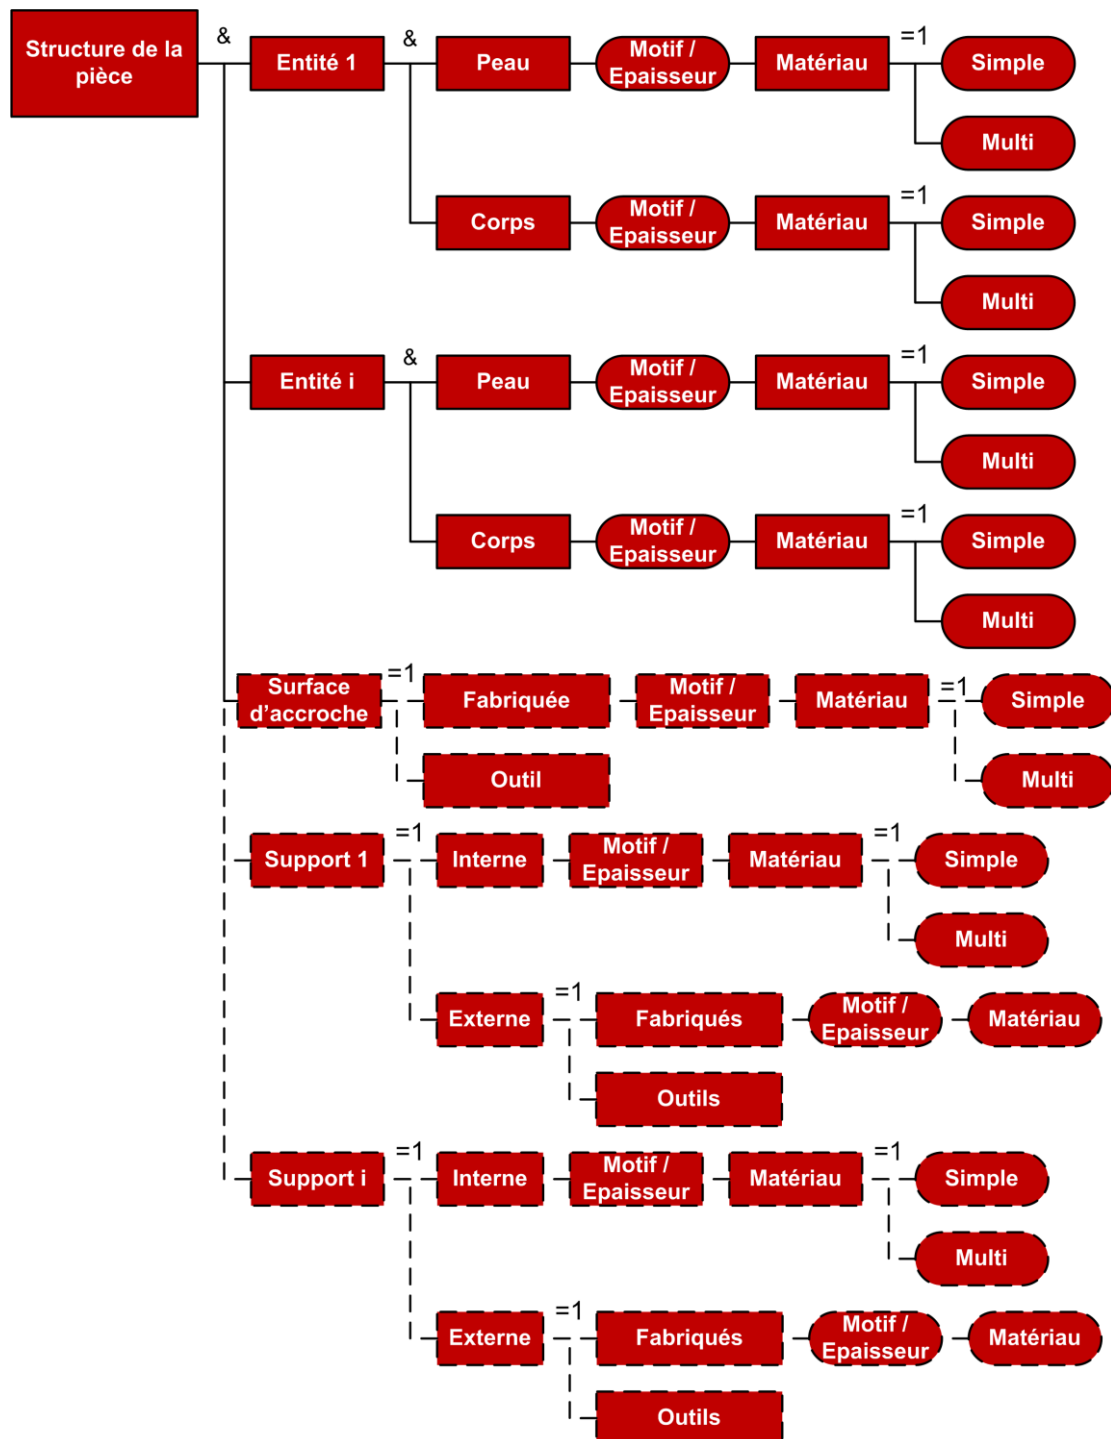 Structure de la
pièce
&
Entité 1
&
Peau
Motif /
Epaisseur
Matériau
=1
Simple
Multi
Corps
Motif /
Epaisseur
Matériau
=1
Simple
Multi
Entité i
&
Peau
Motif /
Epaisseur
Matériau
=1
Simple
Multi
Corps
Motif /
Epaisseur
Matériau
=1
Simple
Multi
Surface
d'accroche
=1
Fabriquée
Motif /
Epaisseur
Matériau
=1
Simple
Multi
Outil
Support 1
=1
Interne
Motif /
Epaisseur
Matériau
=1
Simple
Multi
Externe
=1
Fabriqués
Motif /
Epaisseur
Matériau
Outils
Support i
=1
Interne
Motif /
Epaisseur
Matériau
=1
Simple
Multi
Externe
=1
Fabriqués
Motif /
Epaisseur
Matériau
Outils